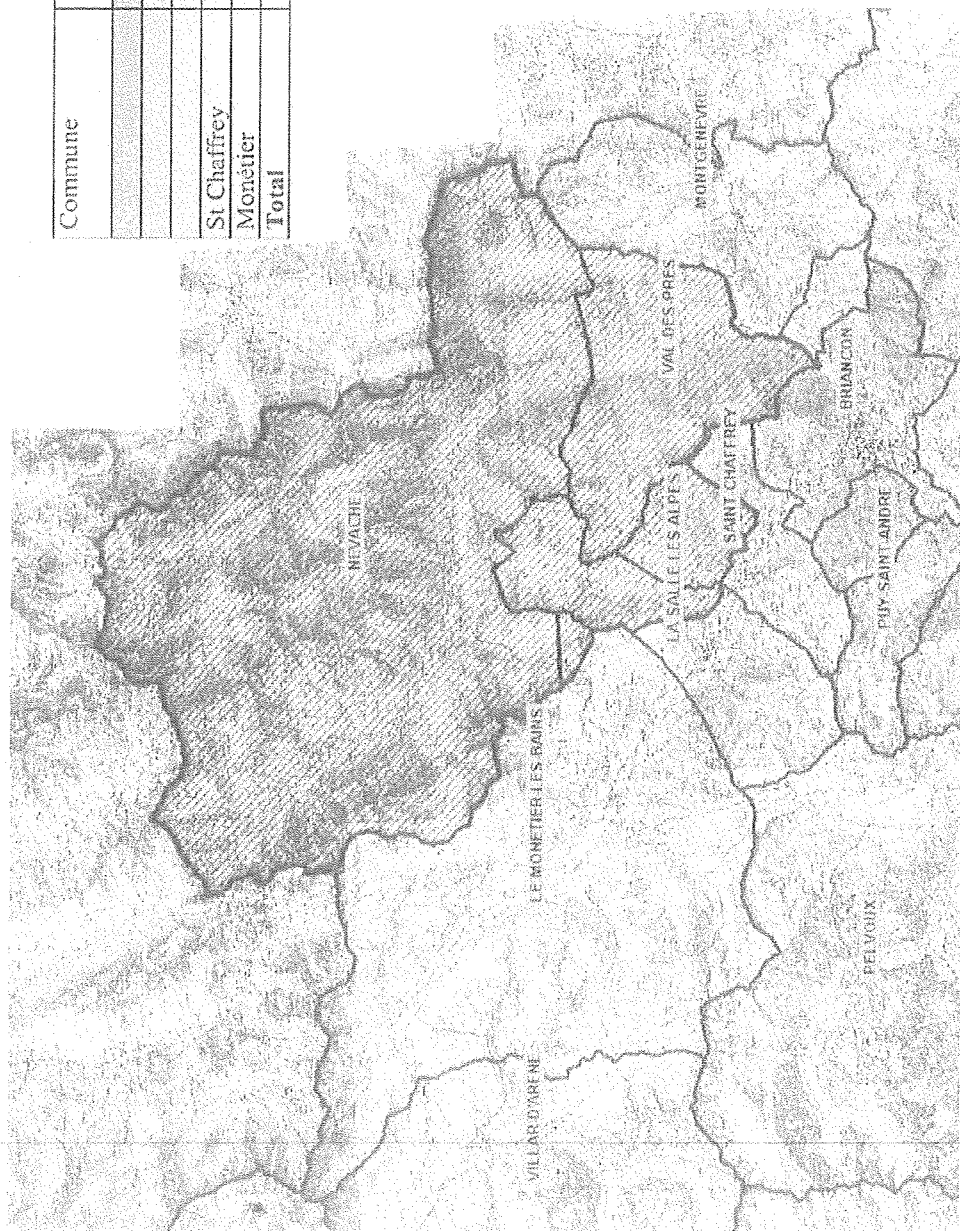 Commune
St Chaffrey
Monétier
Total
MONTGENEVRE
VAL DES PRES
BRIANCON
NEVACHE
SAINT CHAFFREY
LA SALLE LES ALPES
PUY SAINT ANDRE
LE MONETIER LES BAINS
PELVOUX
VILLAR D'ARENE